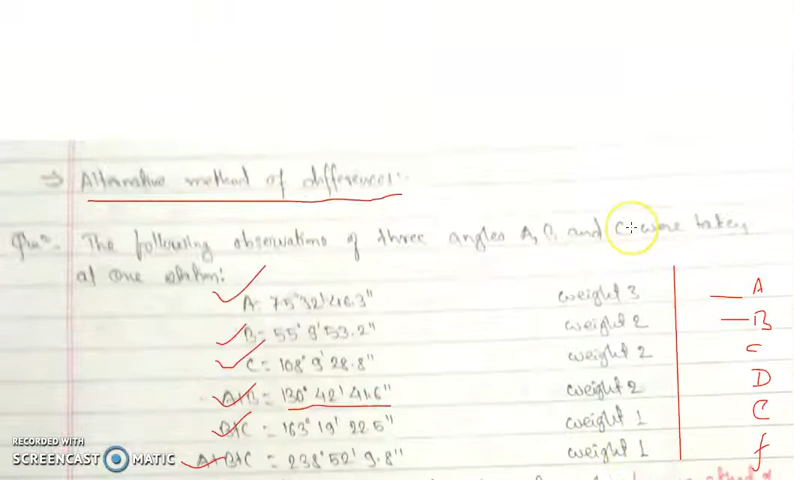 ⇒ Alternative method of differences:-
Ques. The following observations of three angles A, B and C were taken
at one station:
A = 75° 32' 46.3" weight 3 — A
B = 55° 9' 53.2" weight 2 — B
C = 108° 9' 28.8" weight 2 C
A+B = 130° 42' 41.6" weight 2 D
B+C = 163° 19' 22.5" weight 1 C
A+B+C = 238° 52' 9.8" weight 1 f
RECORDED WITH
SCREENCAST MATIC